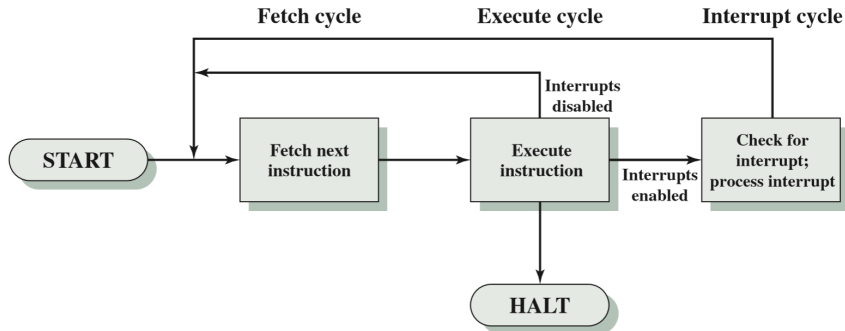 Fetch cycle
Execute cycle
Interrupt cycle
Interrupts
disabled
START
Fetch next
instruction
Execute
instruction
Interrupts
enabled
Check for
interrupt;
process interrupt
HALT